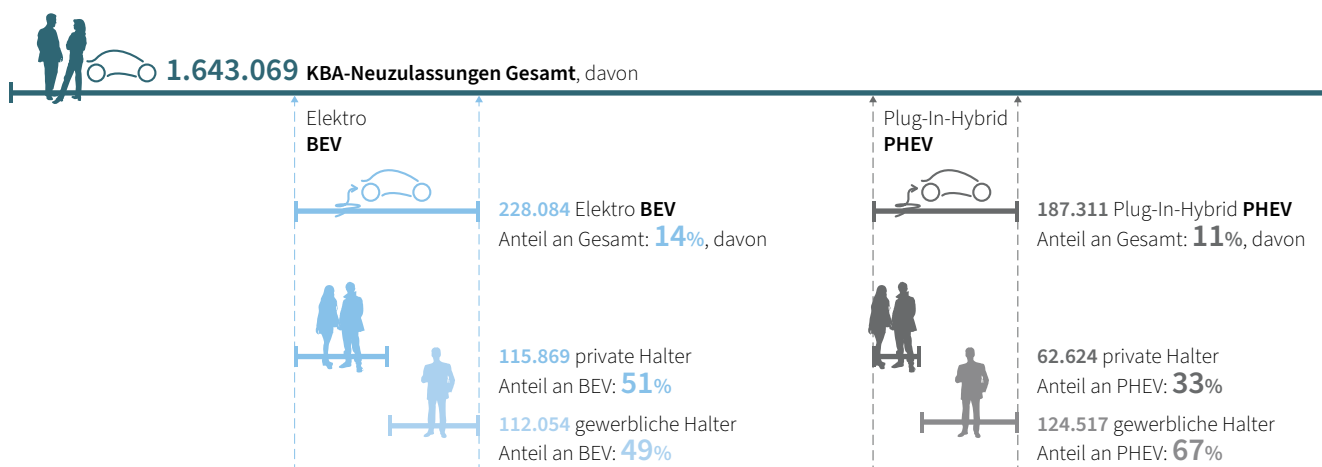 1.643.069 KBA-Neuzulassungen Gesamt, davon
Elektro
BEV
228.084 Elektro BEV
Anteil an Gesamt: 14%, davon
115.869 private Halter
Anteil an BEV: 51%
112.054 gewerbliche Halter
Anteil an BEV: 49%
Plug-In-Hybrid
PHEV
187.311 Plug-In-Hybrid PHEV
Anteil an Gesamt: 11%, davon
62.624 private Halter
Anteil an PHEV: 33%
124.517 gewerbliche Halter
Anteil an PHEV: 67%